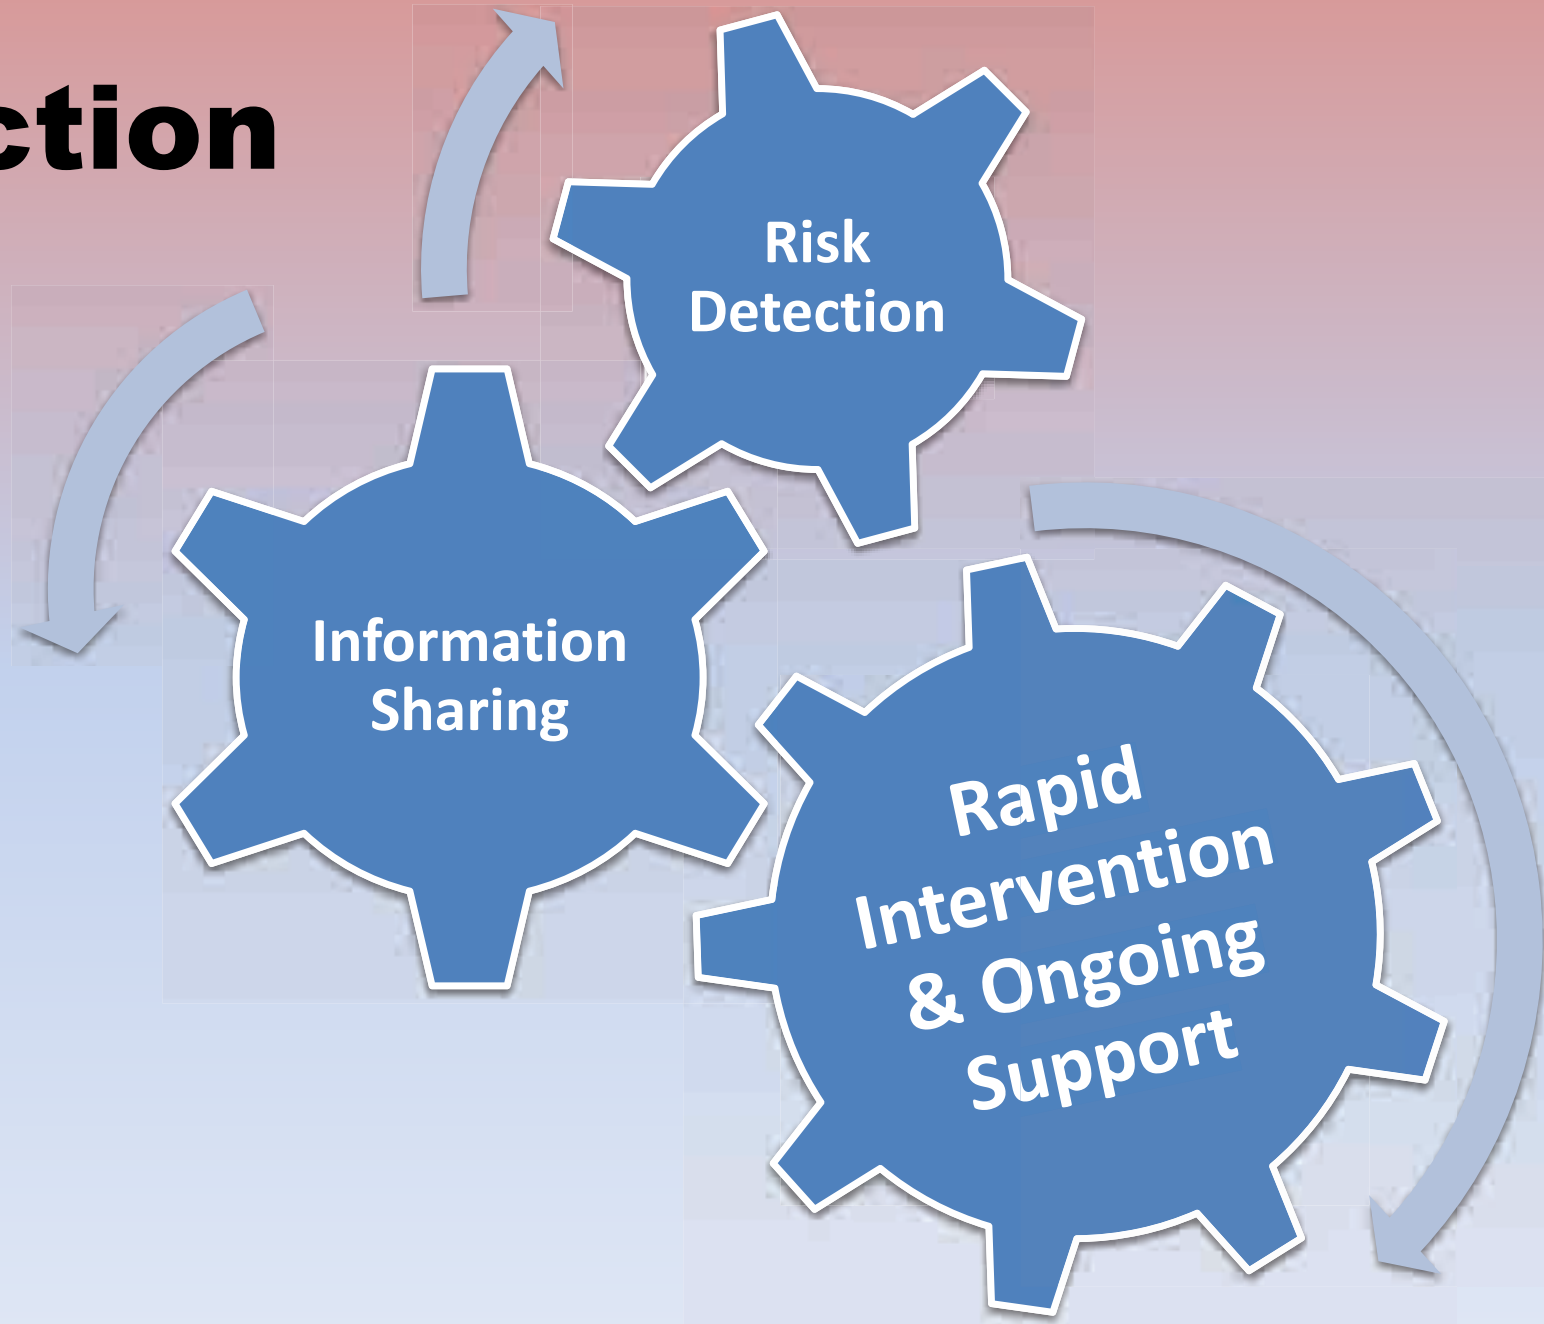 ction
Risk
Detection
Information
Sharing
Rapid
Intervention
& Ongoing
Support